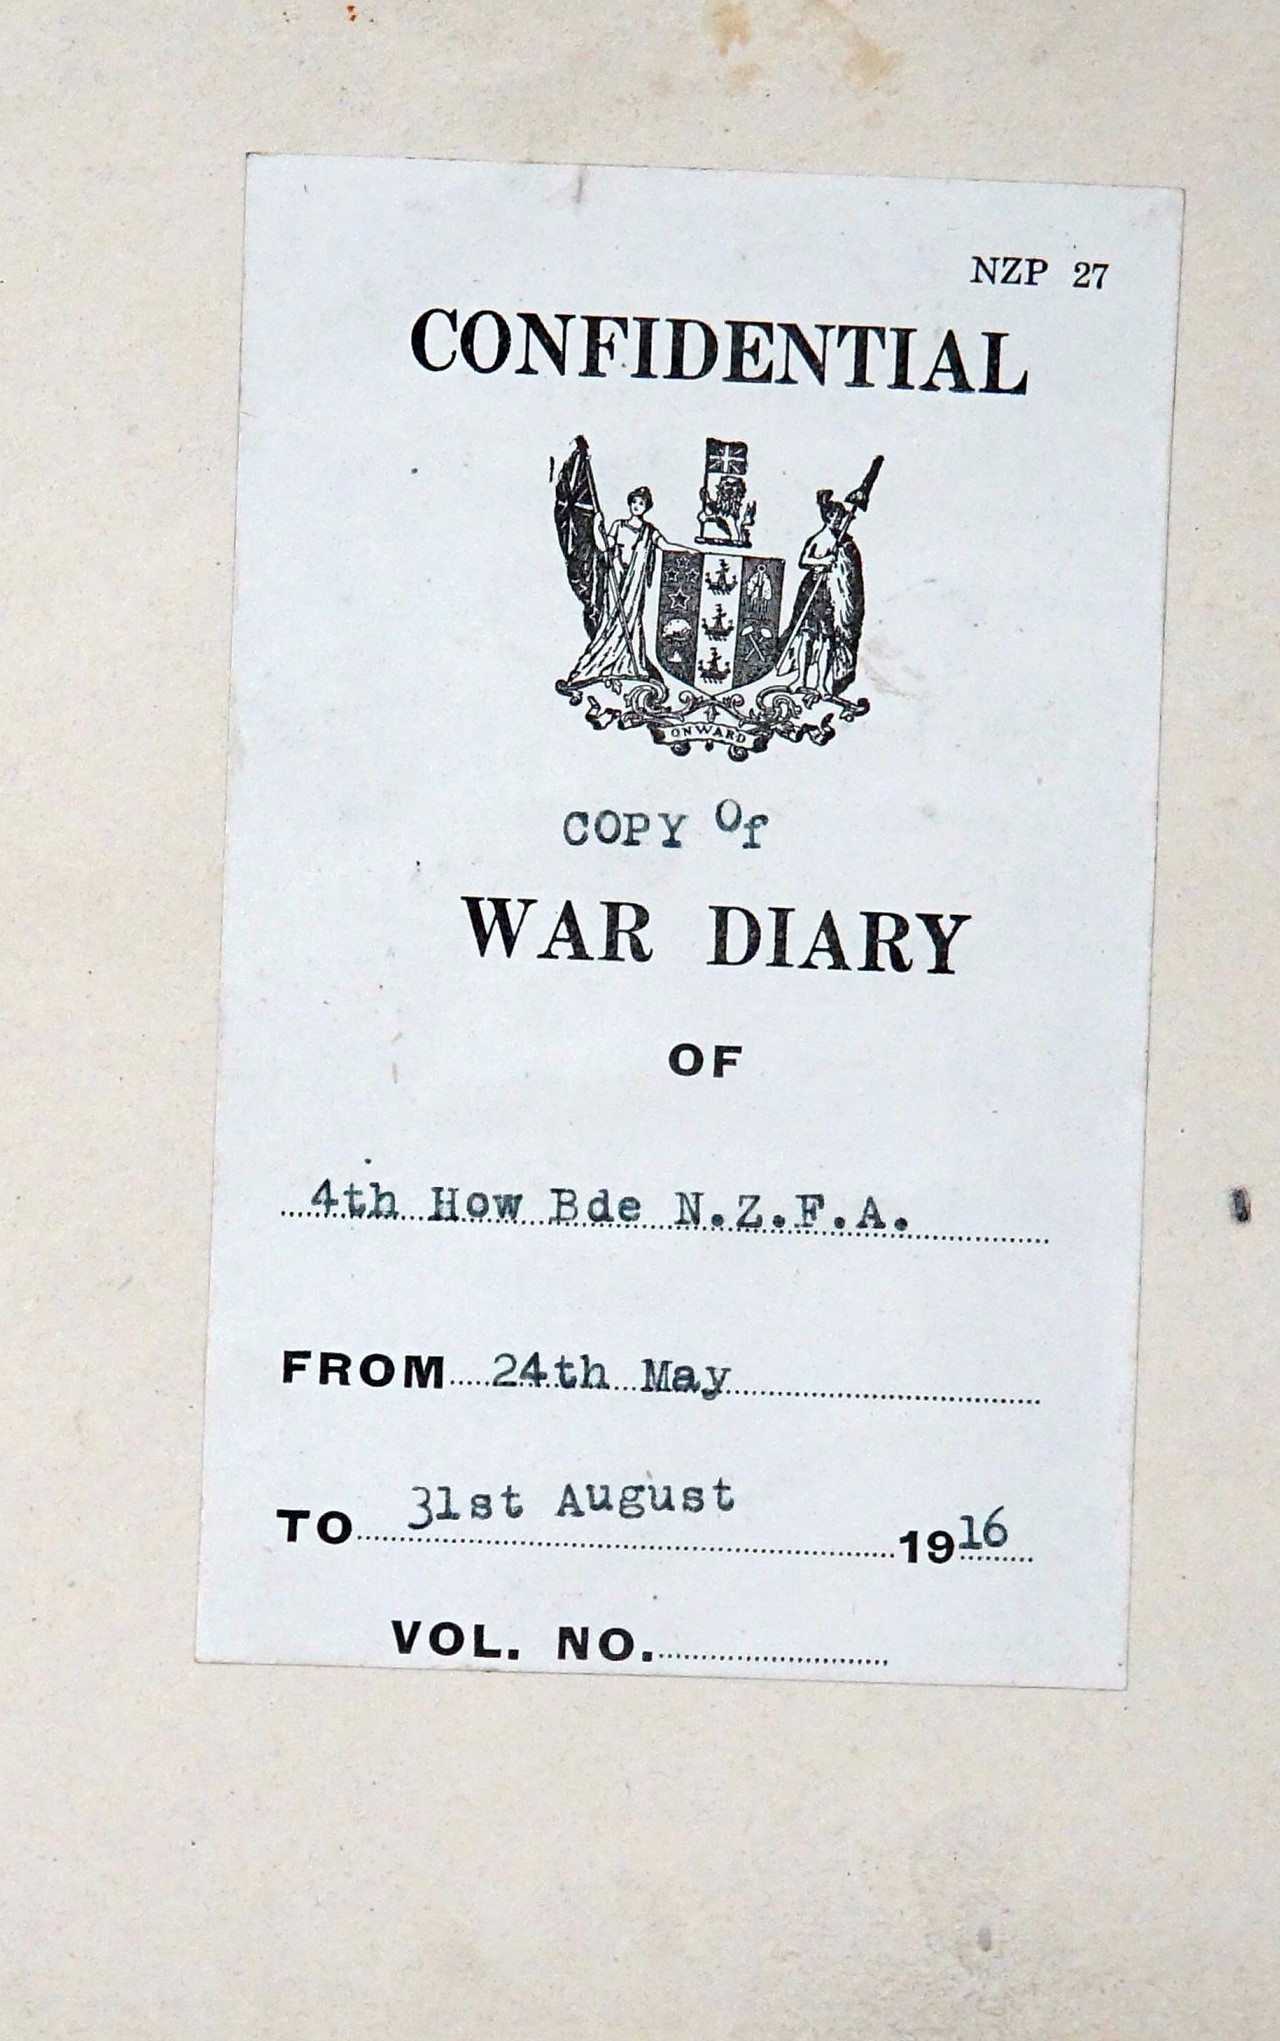 NZP 27
CONFIDENTIAL
ONWARD
COPY Of
WAR DIARY
OF
4th How Bde N.Z.F.A.
FROM 24th May
TO 31st August 1916
VOL. NO.